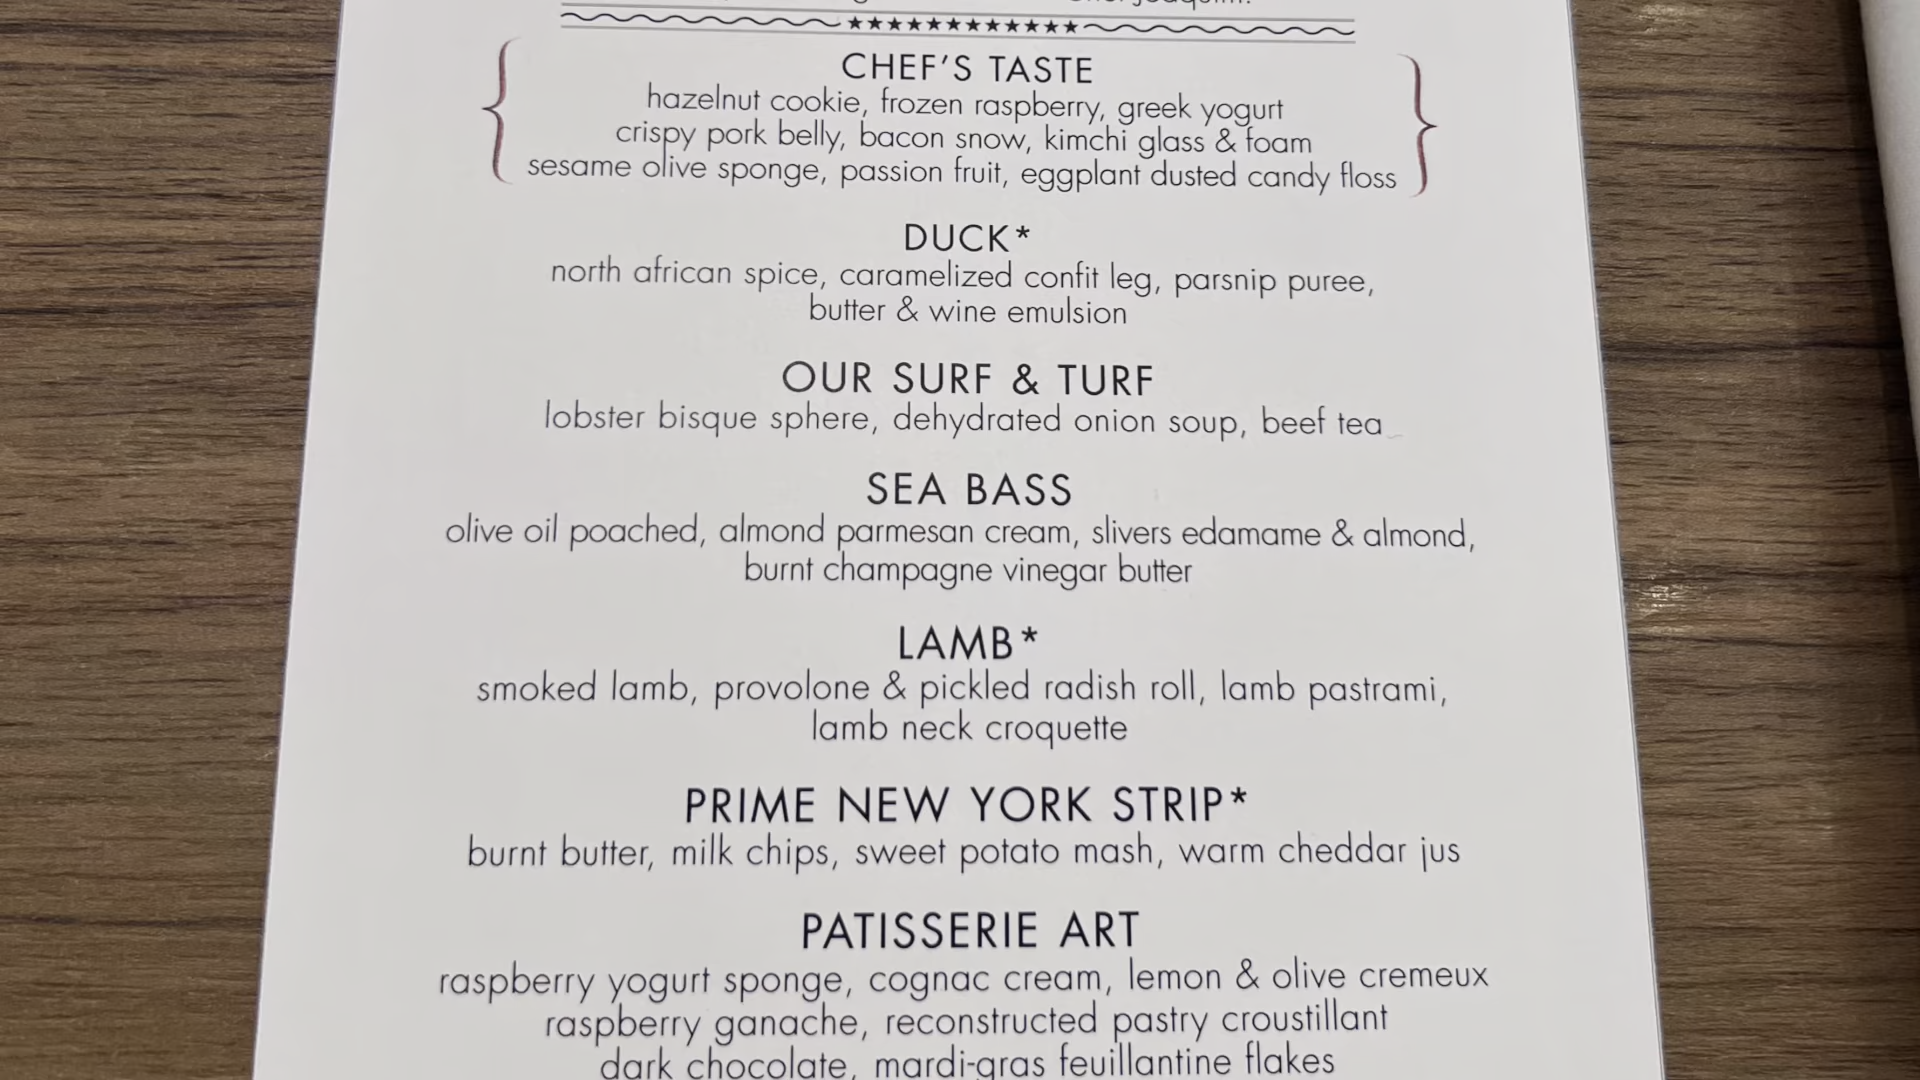 CHEF'S TASTE
hazelnut cookie, frozen raspberry, greek yogurt
crispy pork belly, bacon snow, kimchi glass & foam
sesame olive sponge, passion fruit, eggplant dusted candy floss
DUCK*
north african spice, caramelized confit leg, parsnip puree,
butter & wine emulsion
OUR SURF & TURF
lobster bisque sphere, dehydrated onion soup, beef tea
SEA BASS
olive oil poached, almond parmesan cream, slivers edamame & almond,
burnt champagne vinegar butter
LAMB*
smoked lamb, provolone & pickled radish roll, lamb pastrami,
lamb neck croquette
PRIME NEW YORK STRIP*
burnt butter, milk chips, sweet potato mash, warm cheddar jus
PATISSERIE ART
raspberry yogurt sponge, cognac cream, lemon & olive cremeux
raspberry ganache, reconstructed pastry croustillant
dark chocolate, mardi-gras feuillantine flakes